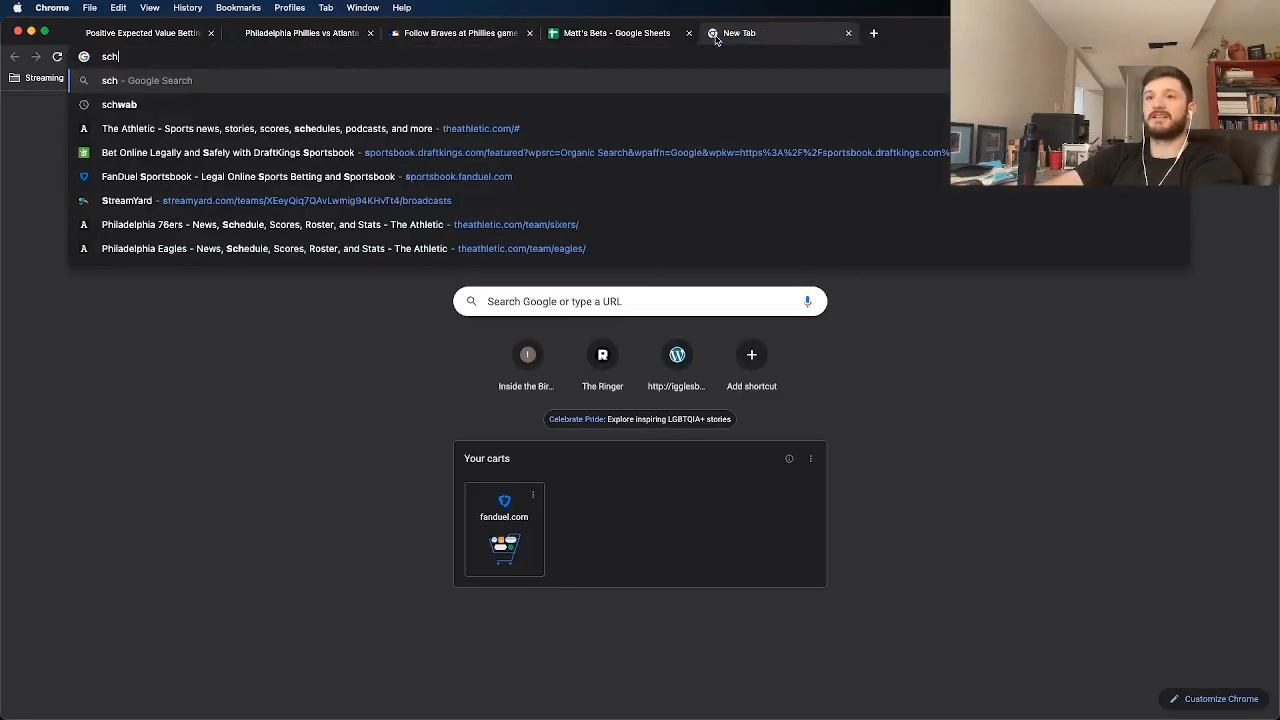 Chrome File Edit View History Bookmarks Profiles Tab Window Help
Positive Expected Value Bettin × Philadelphia Phillies vs Atlanta × Follow Braves at Phillies game × Matt's Bets - Google Sheets × New Tab × +
sch
Streaming
sch - Google Search
schwab
The Athletic - Sports news, stories, scores, schedules, podcasts, and more - theathletic.com/#
Bet Online Legally and Safely with DraftKings Sportsbook - sportsbook.draftkings.com/featured?wpsrc=Organic Search&wpaffn=Google&wpkw=https%3A%2F%2Fsportsbook.draftkings.com%
FanDuel Sportsbook - Legal Online Sports Betting and Sportsbook - sportsbook.fanduel.com
StreamYard - streamyard.com/teams/XEeyQiq7QAvLwmig94KHvTt4/broadcasts
Philadelphia 76ers - News, Schedule, Scores, Roster, and Stats - The Athletic - theathletic.com/team/sixers/
Philadelphia Eagles - News, Schedule, Scores, Roster, and Stats - The Athletic - theathletic.com/team/eagles/
Search Google or type a URL
I R
Inside the Bir... The Ringer http://igglesb... Add shortcut
Celebrate Pride: Explore inspiring LGBTQIA+ stories
Your carts
fanduel.com
Customize Chrome